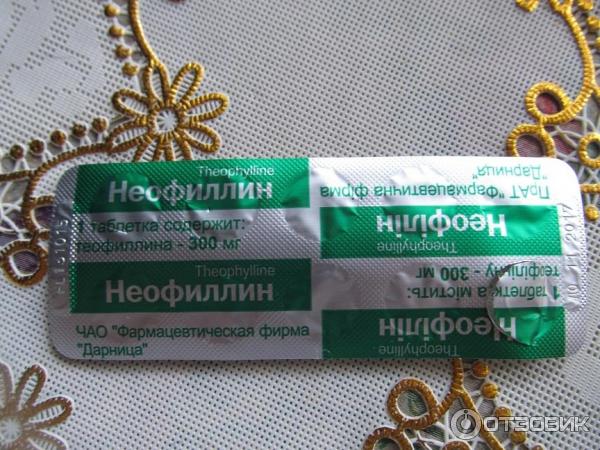 Theophylline
Неофиллин
1 таблетка содержит:
теофиллина - 300 мг
Theophylline
Неофиллин
ЧАО "Фармацевтическая фирма
"Дарница"
ПрАТ "Фармацевтична фірма
"Дарниця"
Неофілін
Theophylline
1 таблетка містить:
теофіліну - 300 мг
Неофілін
Theophylline
2017
ОТЗОВИК